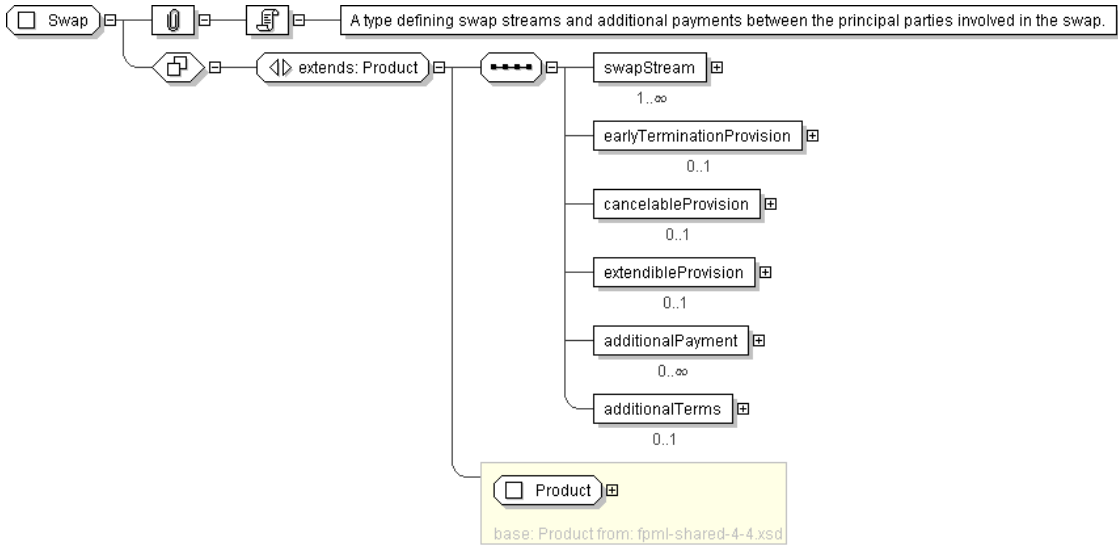 Swap
A type defining swap streams and additional payments between the principal parties involved in the swap.
extends: Product
swapStream
1..∞
earlyTerminationProvision
0..1
cancelableProvision
0..1
extendibleProvision
0..1
additionalPayment
0..∞
additionalTerms
0..1
Product
base: Product from: fpml-shared-4-4.xsd